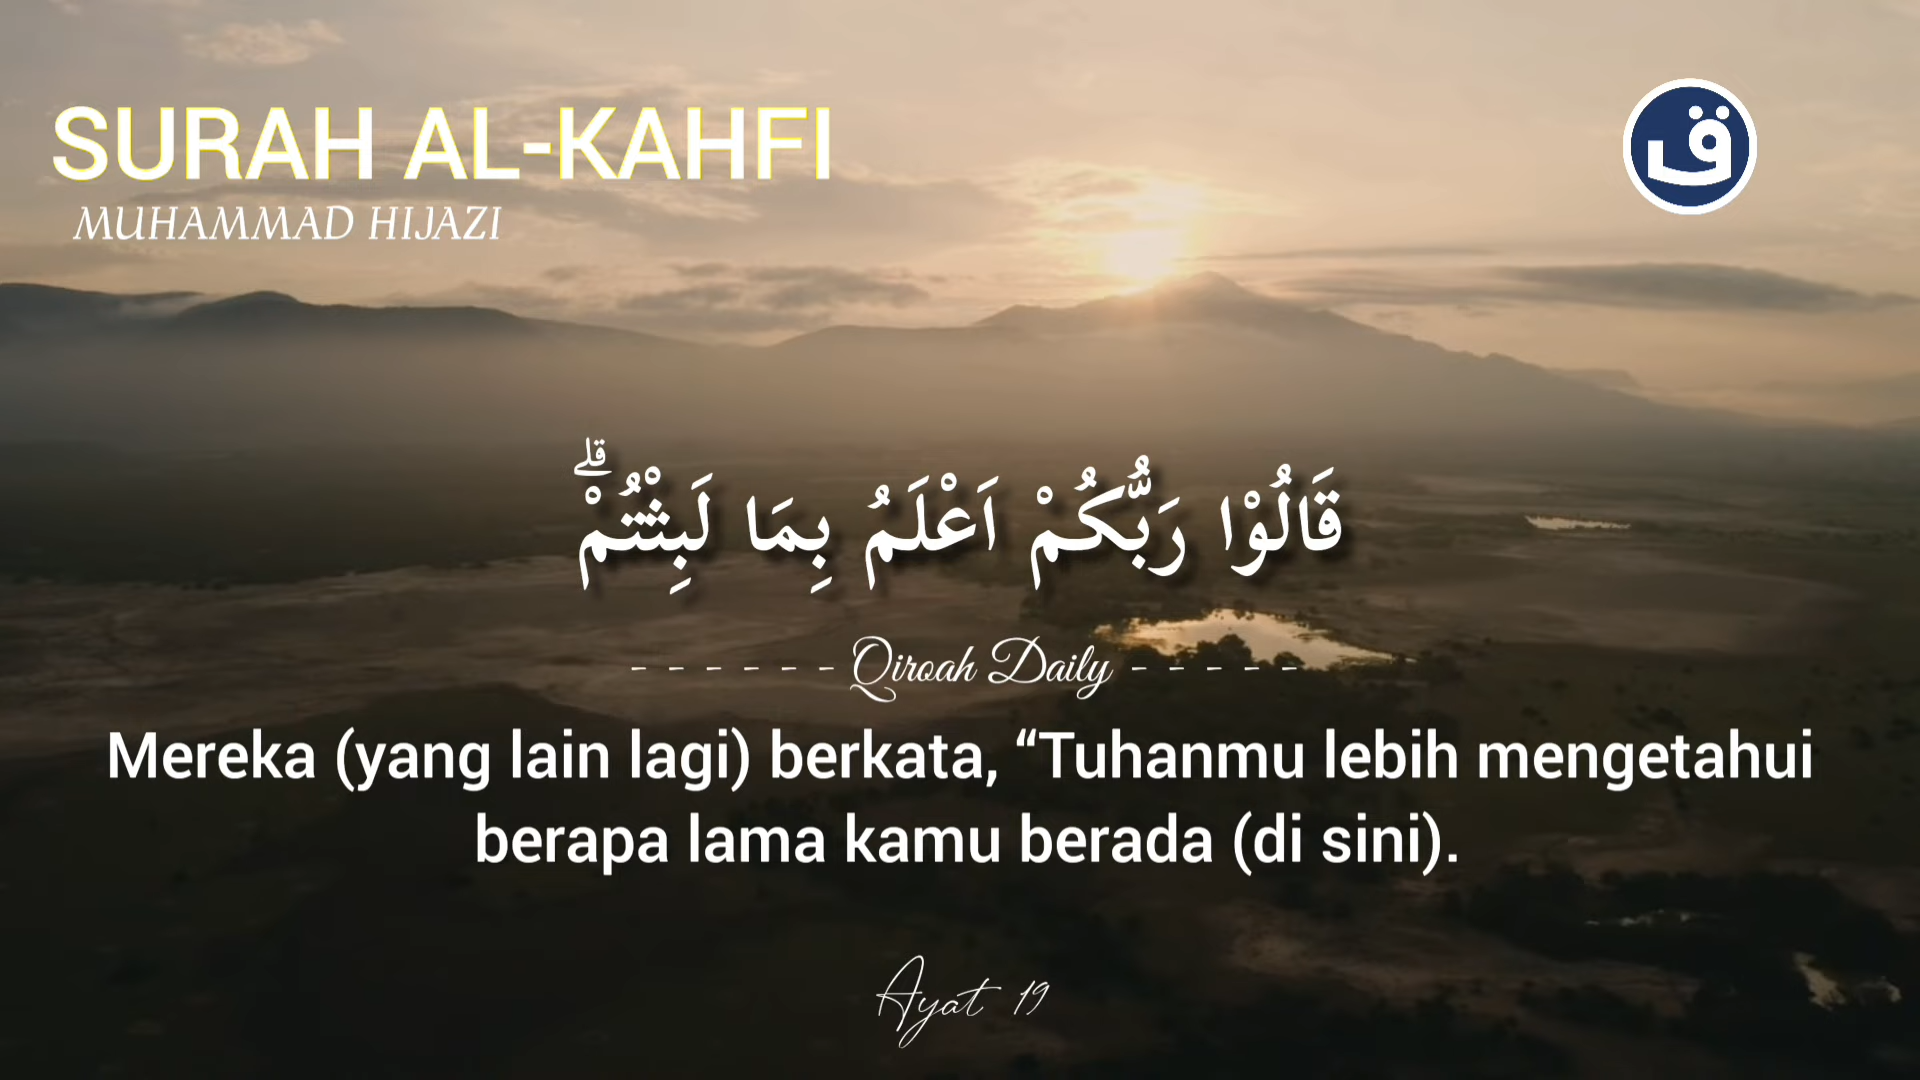 SURAH AL-KAHFI
MUHAMMAD HIJAZI
ق
قَالُوْا رَبُّكُمْ اَعْلَمُ بِمَا لَبِثْتُمْۗ
- - - - - - Qiroah Daily - - - - -
Mereka (yang lain lagi) berkata, “Tuhanmu lebih mengetahui
berapa lama kamu berada (di sini).
Ayat 19